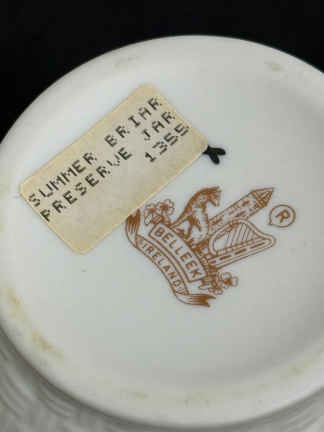 SUMMER BRIAR
PRESERVE JAR
1355
®
BELLEEK
IRELAND